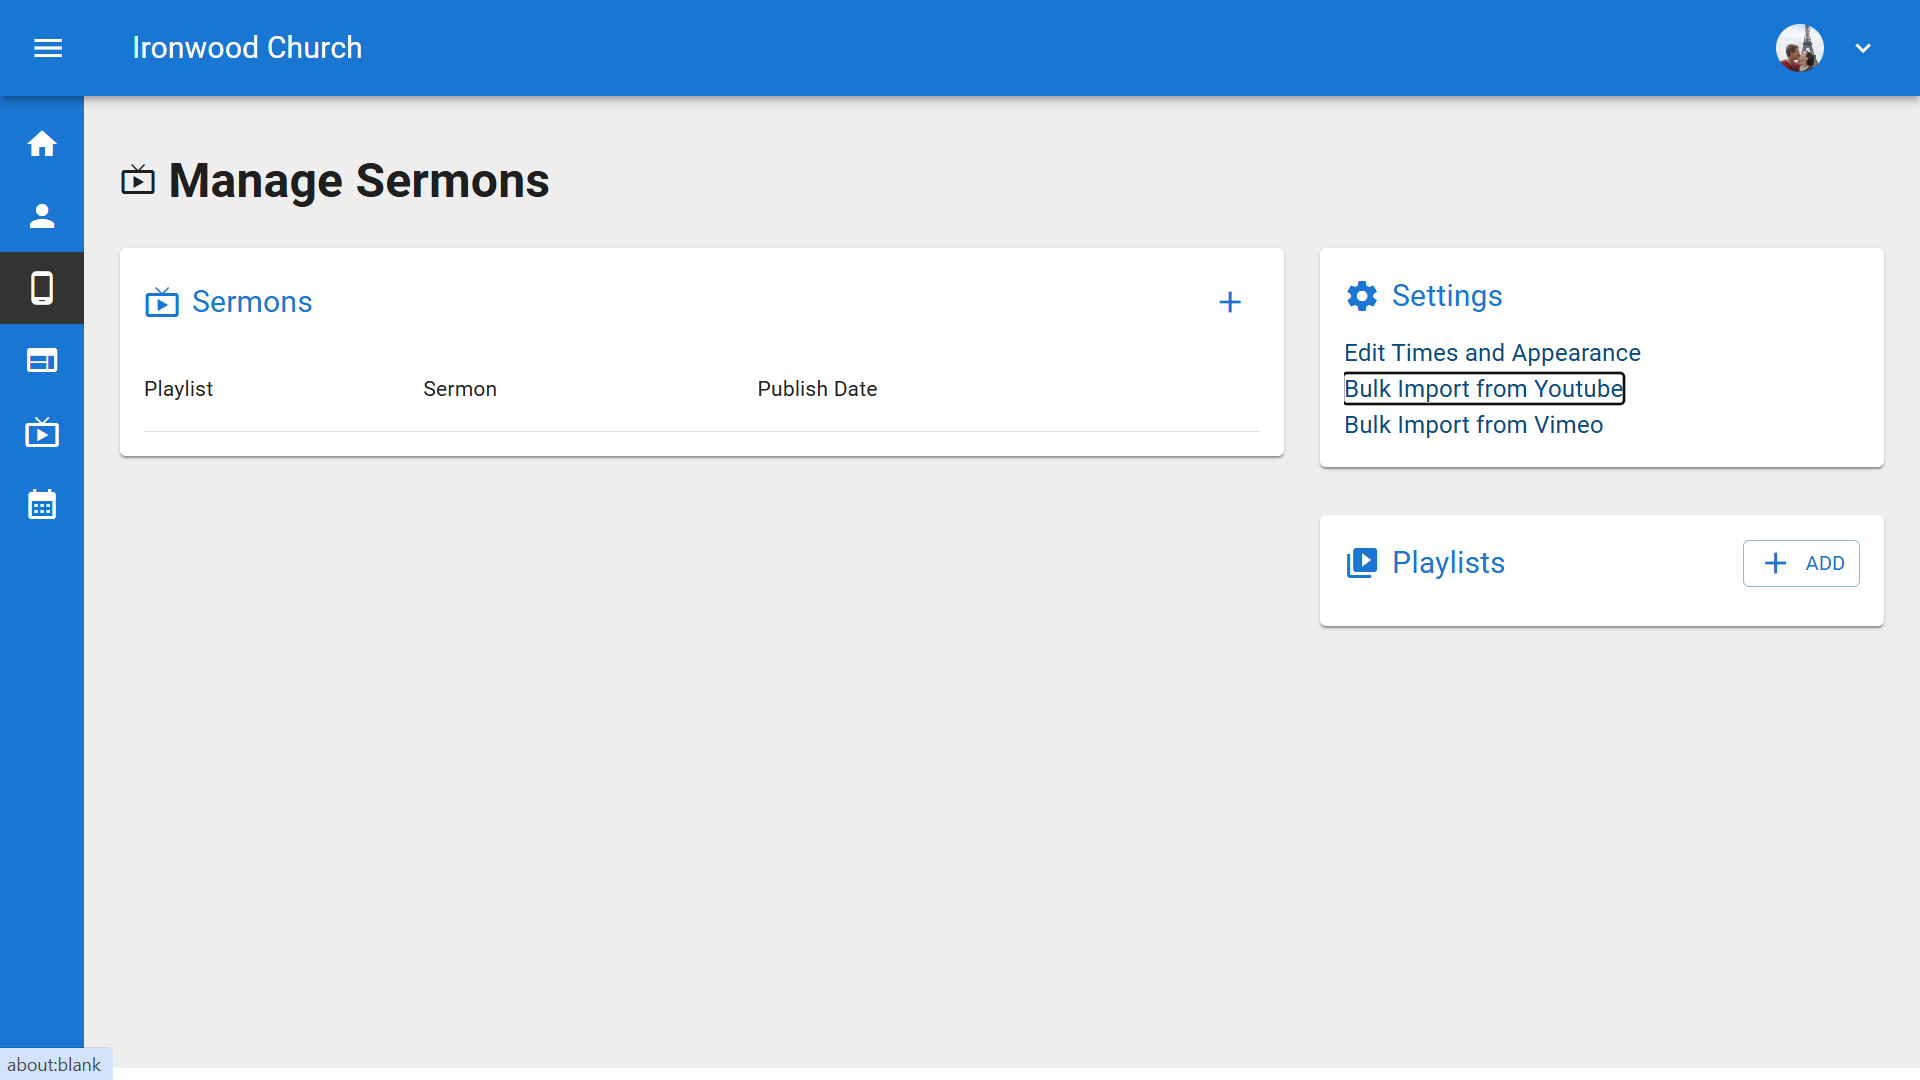 Ironwood Church
Manage Sermons
Sermons
Playlist Sermon Publish Date
Settings
Edit Times and Appearance
Bulk Import from Youtube
Bulk Import from Vimeo
Playlists
ADD
about:blank